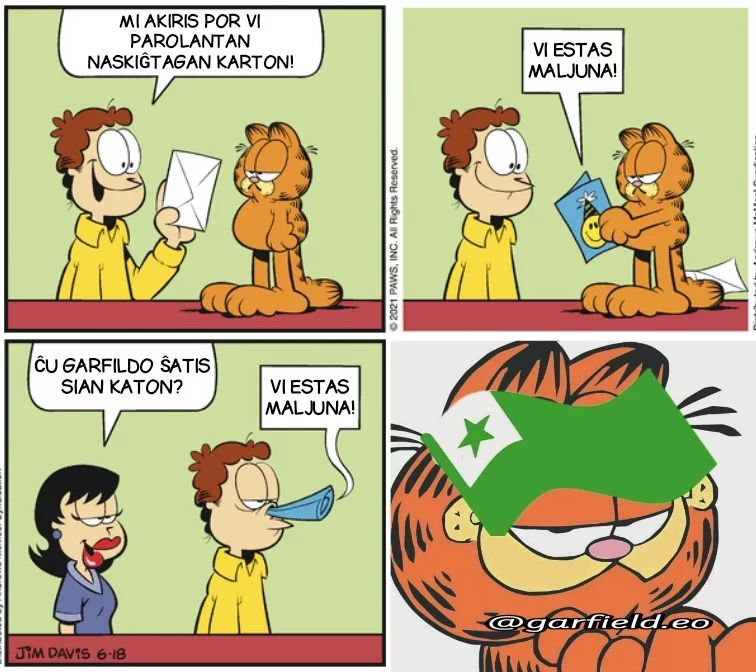 MI AKIRIS POR VI
PAROLANTAN
NASKIĜTAGAN KARTON!
© 2021 PAWS, INC. All Rights Reserved.
VI ESTAS
MALJUNA!
ĈU GARFILDO ŜATIS
SIAN KATON?
VI ESTAS
MALJUNA!
JIM DAVIS 6-18
@garfield.eo